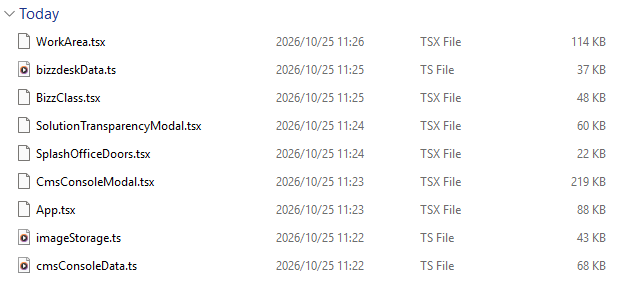 Today
WorkArea.tsx 2026/10/25 11:26 TSX File 114 KB
bizzdeskData.ts 2026/10/25 11:25 TS File 37 KB
BizzClass.tsx 2026/10/25 11:25 TSX File 48 KB
SolutionTransparencyModal.tsx 2026/10/25 11:24 TSX File 60 KB
SplashOfficeDoors.tsx 2026/10/25 11:24 TSX File 22 KB
CmsConsoleModal.tsx 2026/10/25 11:23 TSX File 219 KB
App.tsx 2026/10/25 11:23 TSX File 88 KB
imageStorage.ts 2026/10/25 11:22 TS File 43 KB
cmsConsoleData.ts 2026/10/25 11:22 TS File 68 KB